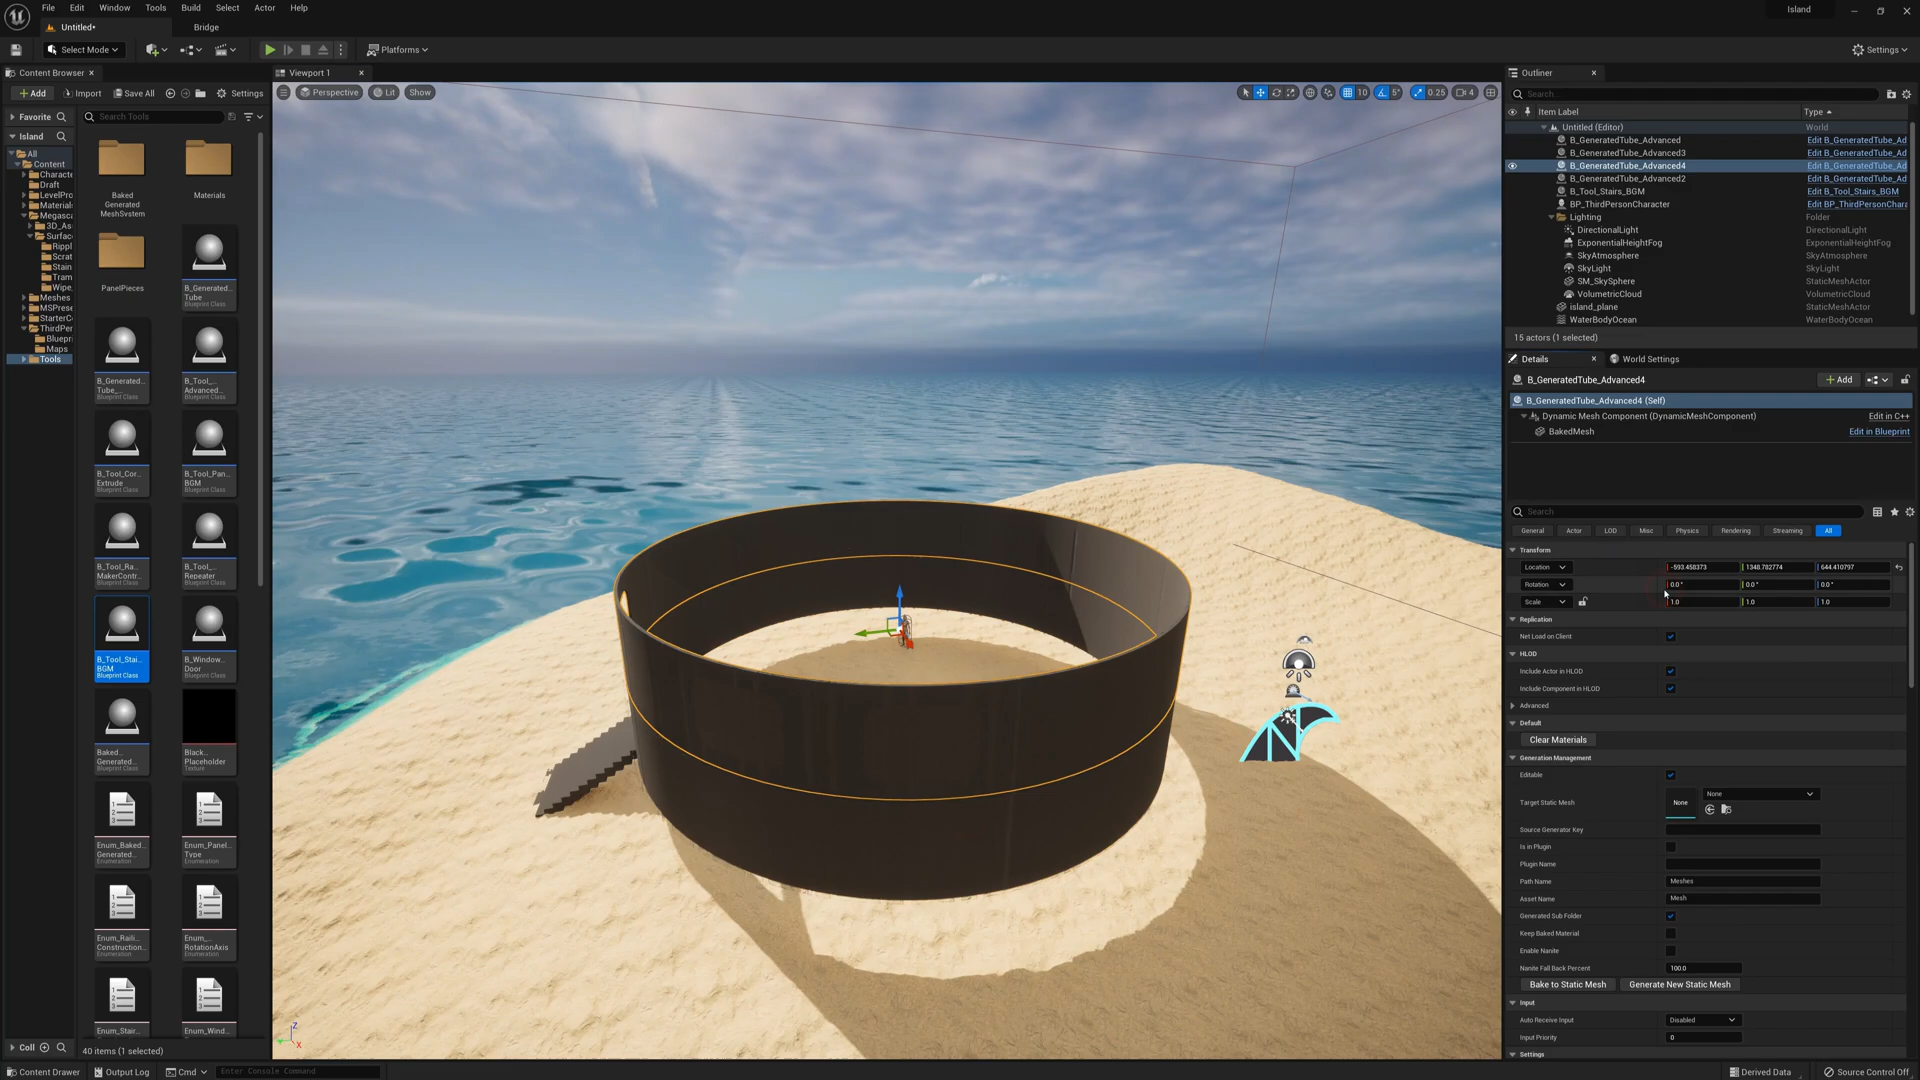 File Edit Window Tools Build Select Actor Help
Island
Untitled*
Bridge
Select Mode
Platforms
Settings
Content Browser
Add
Import
Save All
Settings
Favorite
Search Tools
Island
All
Content
Characte
Draft
LevelPro
Material
Megasca
3D_As
Surfac
Rippl
Scrat
Stain
Tram
Wipe_
Meshes
MSPrese
StarterCo
ThirdPer
Bluepr
Maps
Tools
Baked
Generated
MeshSystem
Materials
PanelPieces
B_Generated...
Tube
Blueprint Class
B_Generated...
Tube_...
Blueprint Class
B_Tool_...
Advanced...
Blueprint Class
B_Tool_Cor...
Extrude
Blueprint Class
B_Tool_Pan...
BGM
Blueprint Class
B_Tool_Ra...
MakerContr...
Blueprint Class
B_Tool_...
Repeater
Blueprint Class
B_Tool_Stai...
BGM
Blueprint Class
B_Window...
Door
Blueprint Class
Baked...
Generated...
Blueprint Class
Black...
Placeholder
Texture
Enum_Baked...
Generated...
Enumeration
Enum_Panel...
Type
Enumeration
Enum_Raili...
Construction...
Enumeration
Enum_...
RotationAxis
Enumeration
Enum_Stair...
Enum_Wind...
Coll
40 items (1 selected)
Viewport 1
Perspective
Lit
Show
10
5°
0.25
4
Z
X
Outliner
Search...
Item Label
Type
Untitled (Editor) World
B_GeneratedTube_Advanced Edit B_GeneratedTube_Ad
B_GeneratedTube_Advanced3 Edit B_GeneratedTube_Ad
B_GeneratedTube_Advanced4 Edit B_GeneratedTube_Ad
B_GeneratedTube_Advanced2 Edit B_GeneratedTube_Ad
B_Tool_Stairs_BGM Edit B_Tool_Stairs_BGM
BP_ThirdPersonCharacter Edit BP_ThirdPersonChara
Lighting Folder
DirectionalLight DirectionalLight
ExponentialHeightFog ExponentialHeightFog
SkyAtmosphere SkyAtmosphere
SkyLight SkyLight
SM_SkySphere StaticMeshActor
VolumetricCloud VolumetricCloud
island_plane StaticMeshActor
WaterBodyOcean WaterBodyOcean
15 actors (1 selected)
Details
World Settings
B_GeneratedTube_Advanced4
Add
B_GeneratedTube_Advanced4 (Self)
Dynamic Mesh Component (DynamicMeshComponent) Edit in C++
BakedMesh Edit in Blueprint
Search
General Actor LOD Misc Physics Rendering Streaming All
Transform
Location -593.458373 1348.782774 644.410797
Rotation 0.0° 0.0° 0.0°
Scale 1.0 1.0 1.0
Replication
Net Load on Client
HLOD
Include Actor in HLOD
Include Component in HLOD
Advanced
Default
Clear Materials
Generation Management
Editable
Target Static Mesh None None
Source Generator Key
Is in Plugin
Plugin Name
Path Name Meshes
Asset Name Mesh
Generated Sub Folder
Keep Baked Material
Enable Nanite
Nanite Fall Back Percent 100.0
Bake to Static Mesh
Generate New Static Mesh
Input
Auto Receive Input Disabled
Input Priority 0
Settings
Content Drawer
Output Log
Cmd
Enter Console Command
Derived Data
Source Control Off